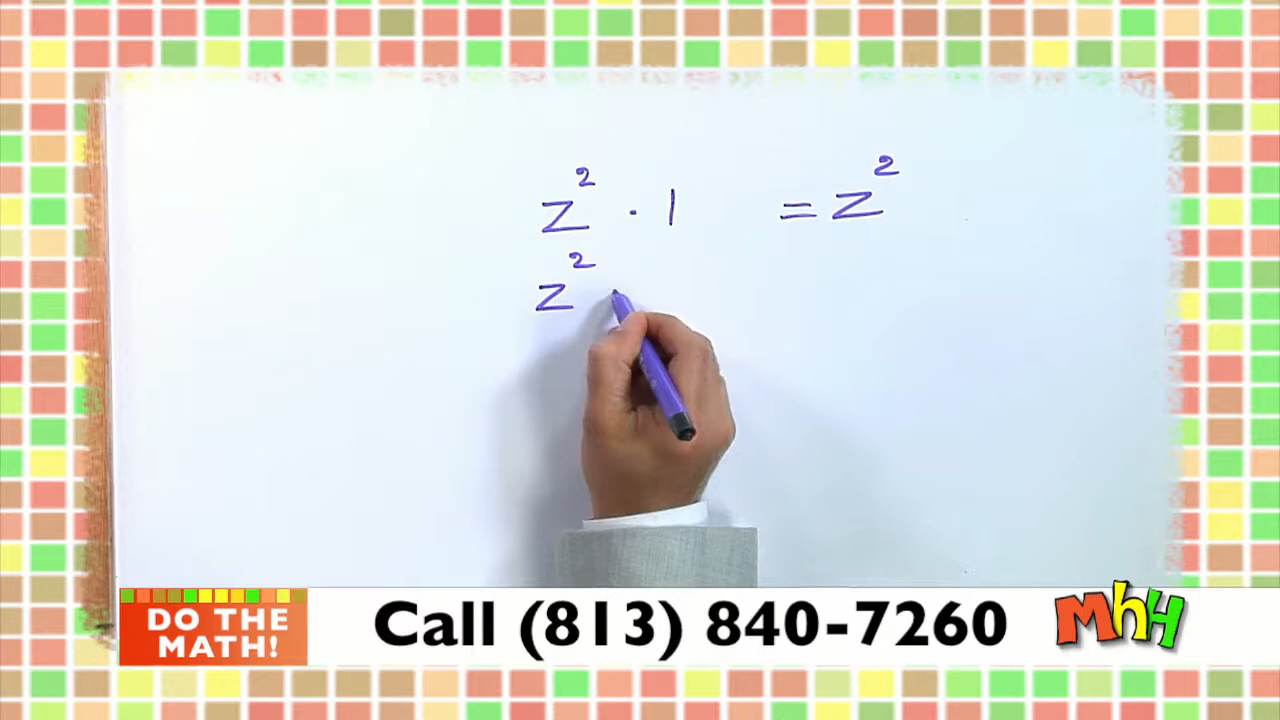 z² · 1 = z²
z²
DO THE
MATH!
Call (813) 840-7260
MhH